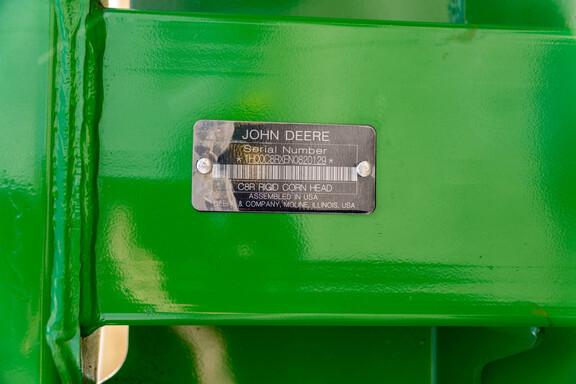 JOHN DEERE
Serial Number
*1H0C8RXEN0820129*
C8R RIGID CORN HEAD
ASSEMBLED IN USA
DEERE & COMPANY, MOLINE, ILLINOIS, USA